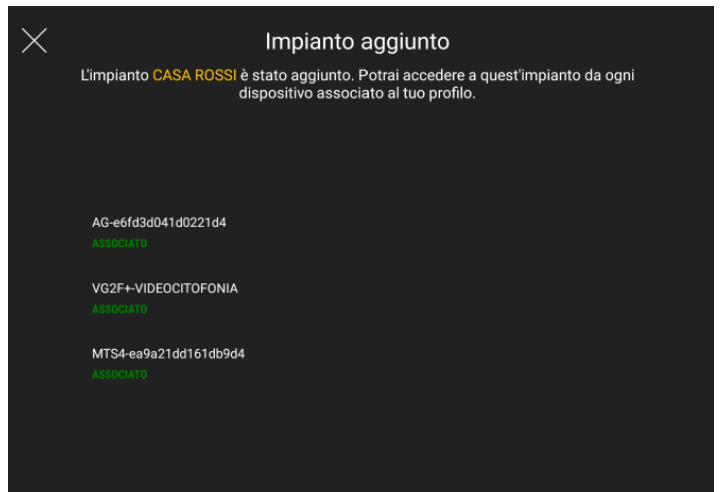 Impianto aggiunto
L'impianto CASA ROSSI è stato aggiunto. Potrai accedere a quest'impianto da ogni
dispositivo associato al tuo profilo.
AG-e6fd3d041d0221d4
ASSOCIATO
VG2F+-VIDEOCITOFONIA
ASSOCIATO
MTS4-ea9a21dd161db9d4
ASSOCIATO